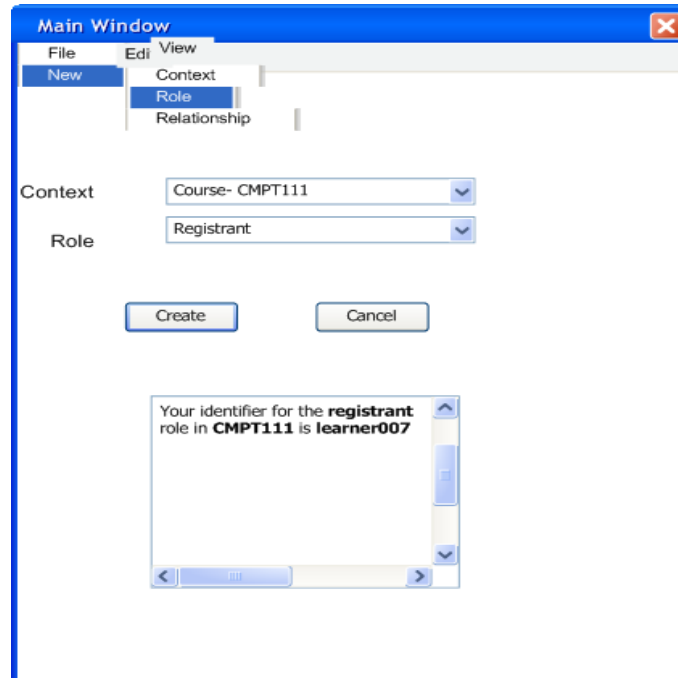 Main Window
File Edi View
New Context
Role
Relationship
Context Course- CMPT111
Role Registrant
Create Cancel
Your identifier for the registrant
role in CMPT111 is learner007